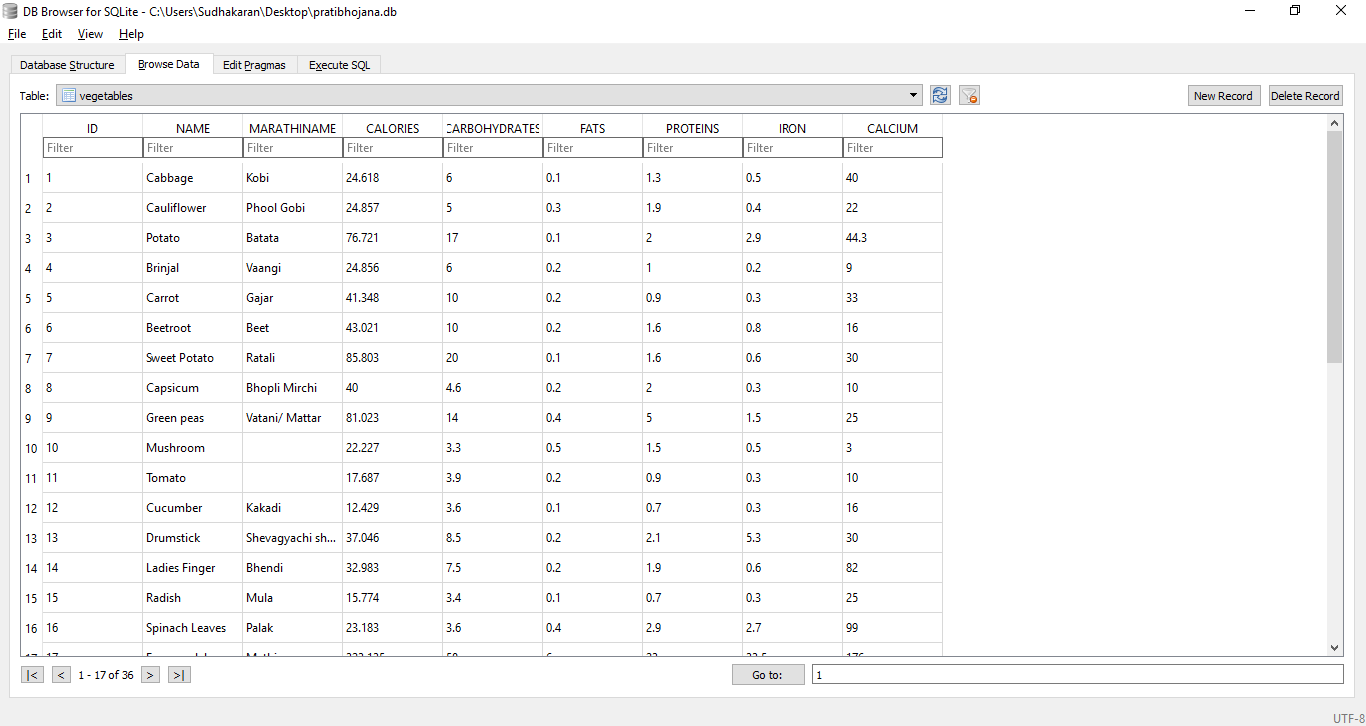 DB Browser for SQLite - C:\Users\Sudhakaran\Desktop\pratibhojana.db
File Edit View Help
Database Structure Browse Data Edit Pragmas Execute SQL
Table: vegetables New Record Delete Record
ID NAME MARATHINAME CALORIES CARBOHYDRATES FATS PROTEINS IRON CALCIUM
Filter Filter Filter Filter Filter Filter Filter Filter Filter
1 1 Cabbage Kobi 24.618 6 0.1 1.3 0.5 40
2 2 Cauliflower Phool Gobi 24.857 5 0.3 1.9 0.4 22
3 3 Potato Batata 76.721 17 0.1 2 2.9 44.3
4 4 Brinjal Vaangi 24.856 6 0.2 1 0.2 9
5 5 Carrot Gajar 41.348 10 0.2 0.9 0.3 33
6 6 Beetroot Beet 43.021 10 0.2 1.6 0.8 16
7 7 Sweet Potato Ratali 85.803 20 0.1 1.6 0.6 30
8 8 Capsicum Bhopli Mirchi 40 4.6 0.2 2 0.3 10
9 9 Green peas Vatani/ Mattar 81.023 14 0.4 5 1.5 25
10 10 Mushroom 22.227 3.3 0.5 1.5 0.5 3
11 11 Tomato 17.687 3.9 0.2 0.9 0.3 10
12 12 Cucumber Kakadi 12.429 3.6 0.1 0.7 0.3 16
13 13 Drumstick Shevagyachi sh... 37.046 8.5 0.2 2.1 5.3 30
14 14 Ladies Finger Bhendi 32.983 7.5 0.2 1.9 0.6 82
15 15 Radish Mula 15.774 3.4 0.1 0.7 0.3 25
16 16 Spinach Leaves Palak 23.183 3.6 0.4 2.9 2.7 99
|< < 1 - 17 of 36 > >| Go to: 1
UTF-8